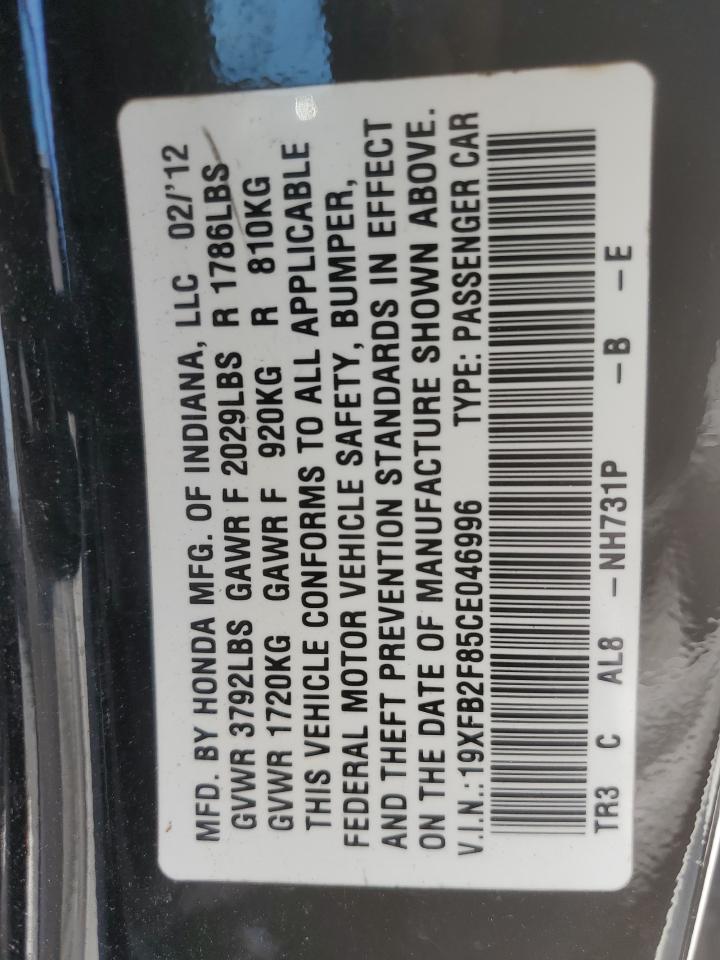 MFD. BY HONDA MFG. OF INDIANA, LLC 02/'12
GVWR 3792LBS GAWR F 2029LBS R 1786LBS
GVWR 1720KG GAWR F 920KG R 810KG
THIS VEHICLE CONFORMS TO ALL APPLICABLE
FEDERAL MOTOR VEHICLE SAFETY, BUMPER,
AND THEFT PREVENTION STANDARDS IN EFFECT
ON THE DATE OF MANUFACTURE SHOWN ABOVE.
V.I.N.:19XFB2F85CE046996 TYPE: PASSENGER CAR
TR3 C AL8 -NH731P -B -E